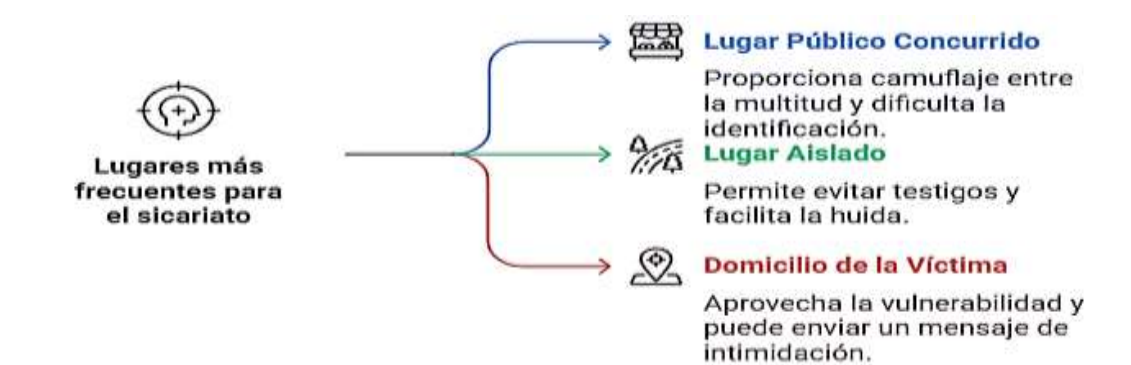 Lugares más
frecuentes para
el sicariato
Lugar Público Concurrido
Proporciona camuflaje entre
la multitud y dificulta la
identificación.
Lugar Aislado
Permite evitar testigos y
facilita la huida.
Domicilio de la Víctima
Aprovecha la vulnerabilidad y
puede enviar un mensaje de
intimidación.